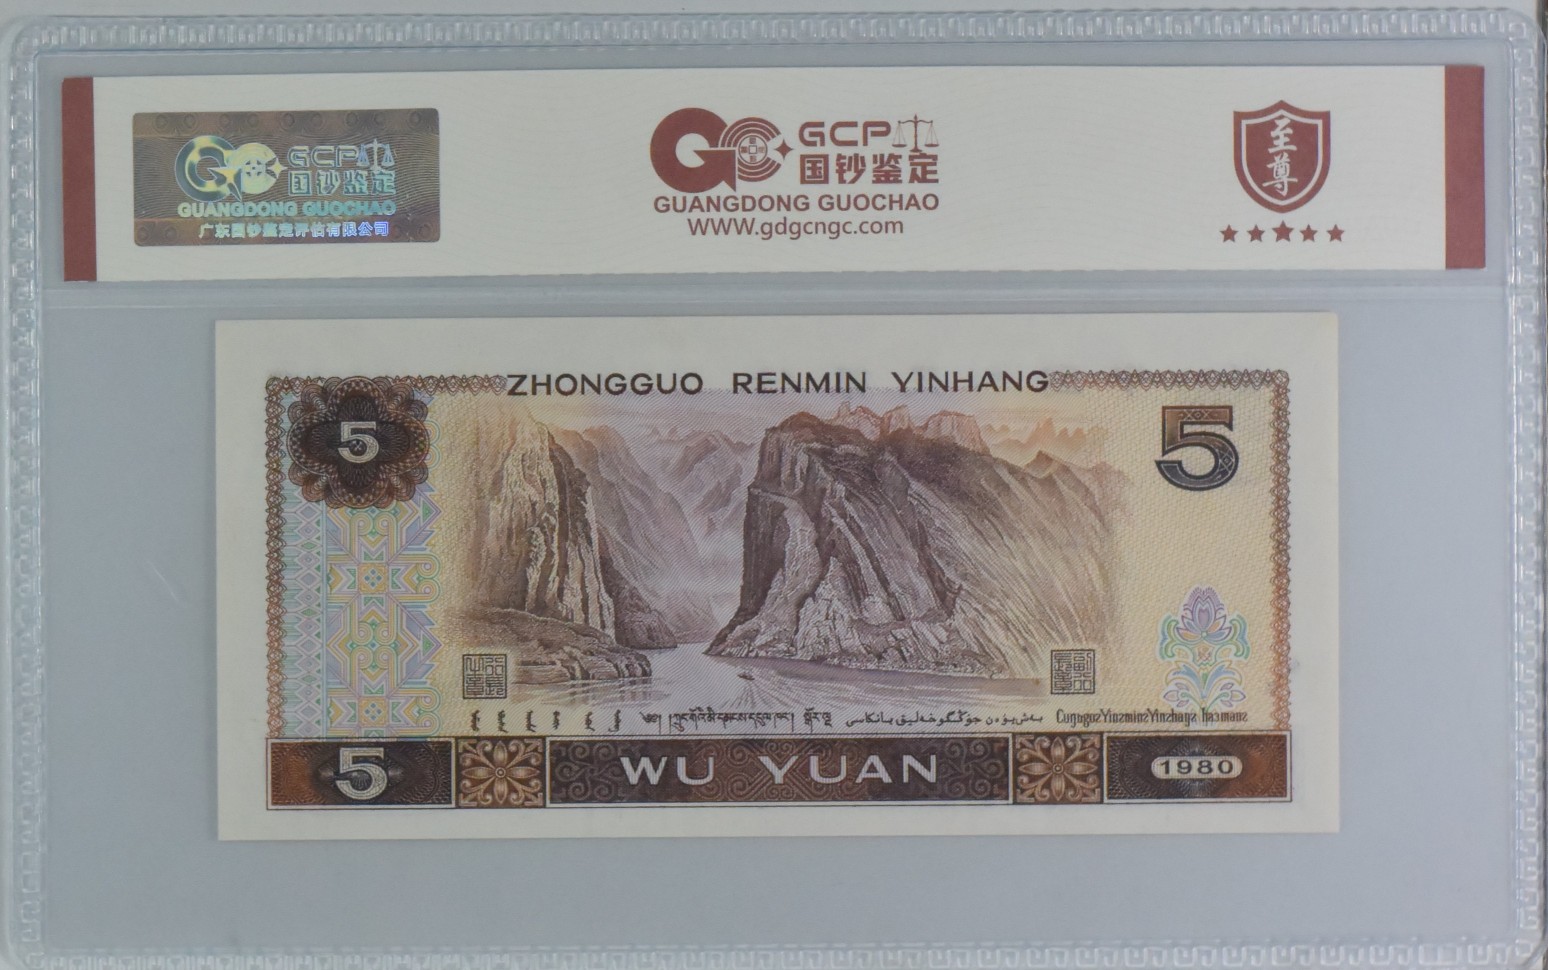 GCP
国钞鉴定
GUANGDONG GUOCHAO
广东国钞鉴定评估有限公司
GCP
国钞鉴定
GUANGDONG GUOCHAO
WWW.gdgcngc.com
至尊
ZHONGGUO RENMIN YINHANG
5
5
Cungugoz Yinzminz Yinzhangz Hajmanz
5
WU YUAN
1980